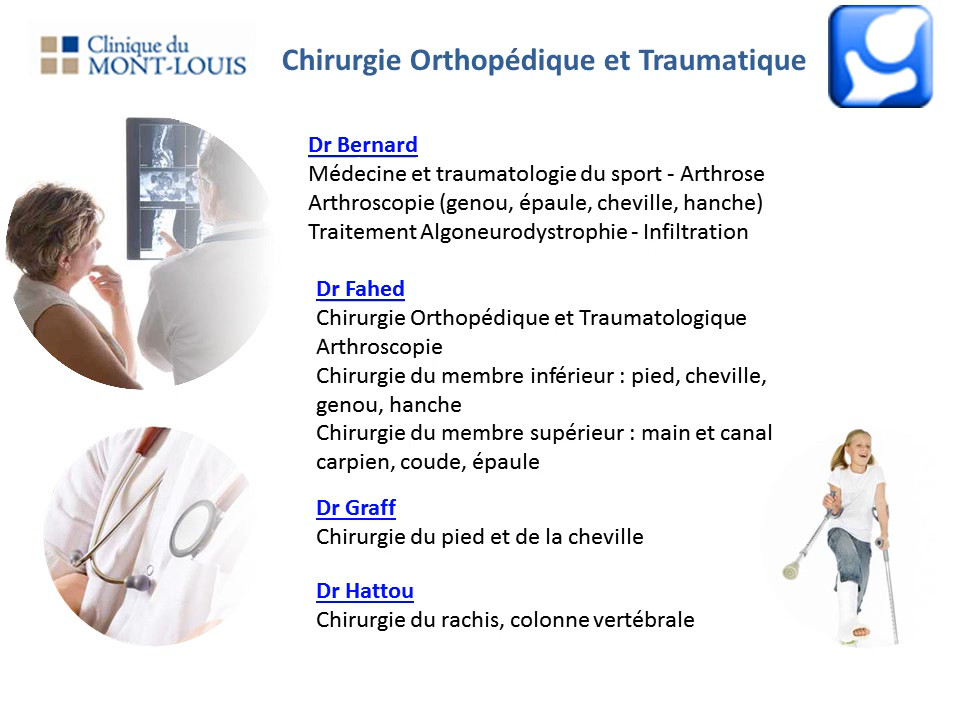 Clinique du
MONT-LOUIS
Chirurgie Orthopédique et Traumatique
Dr Bernard
Médecine et traumatologie du sport - Arthrose
Arthroscopie (genou, épaule, cheville, hanche)
Traitement Algoneurodystrophie - Infiltration
Dr Fahed
Chirurgie Orthopédique et Traumatologique
Arthroscopie
Chirurgie du membre inférieur : pied, cheville,
genou, hanche
Chirurgie du membre supérieur : main et canal
carpien, coude, épaule
Dr Graff
Chirurgie du pied et de la cheville
Dr Hattou
Chirurgie du rachis, colonne vertébrale